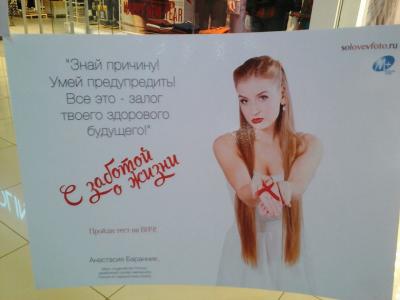 CAR
solovevfoto.ru
"Знай причину!
Умей предупредить!
Все это - залог
твоего здорового
будущего!"
С заботой
о жизни
Пройди тест на ВИЧ!
Анастасия Баранник,